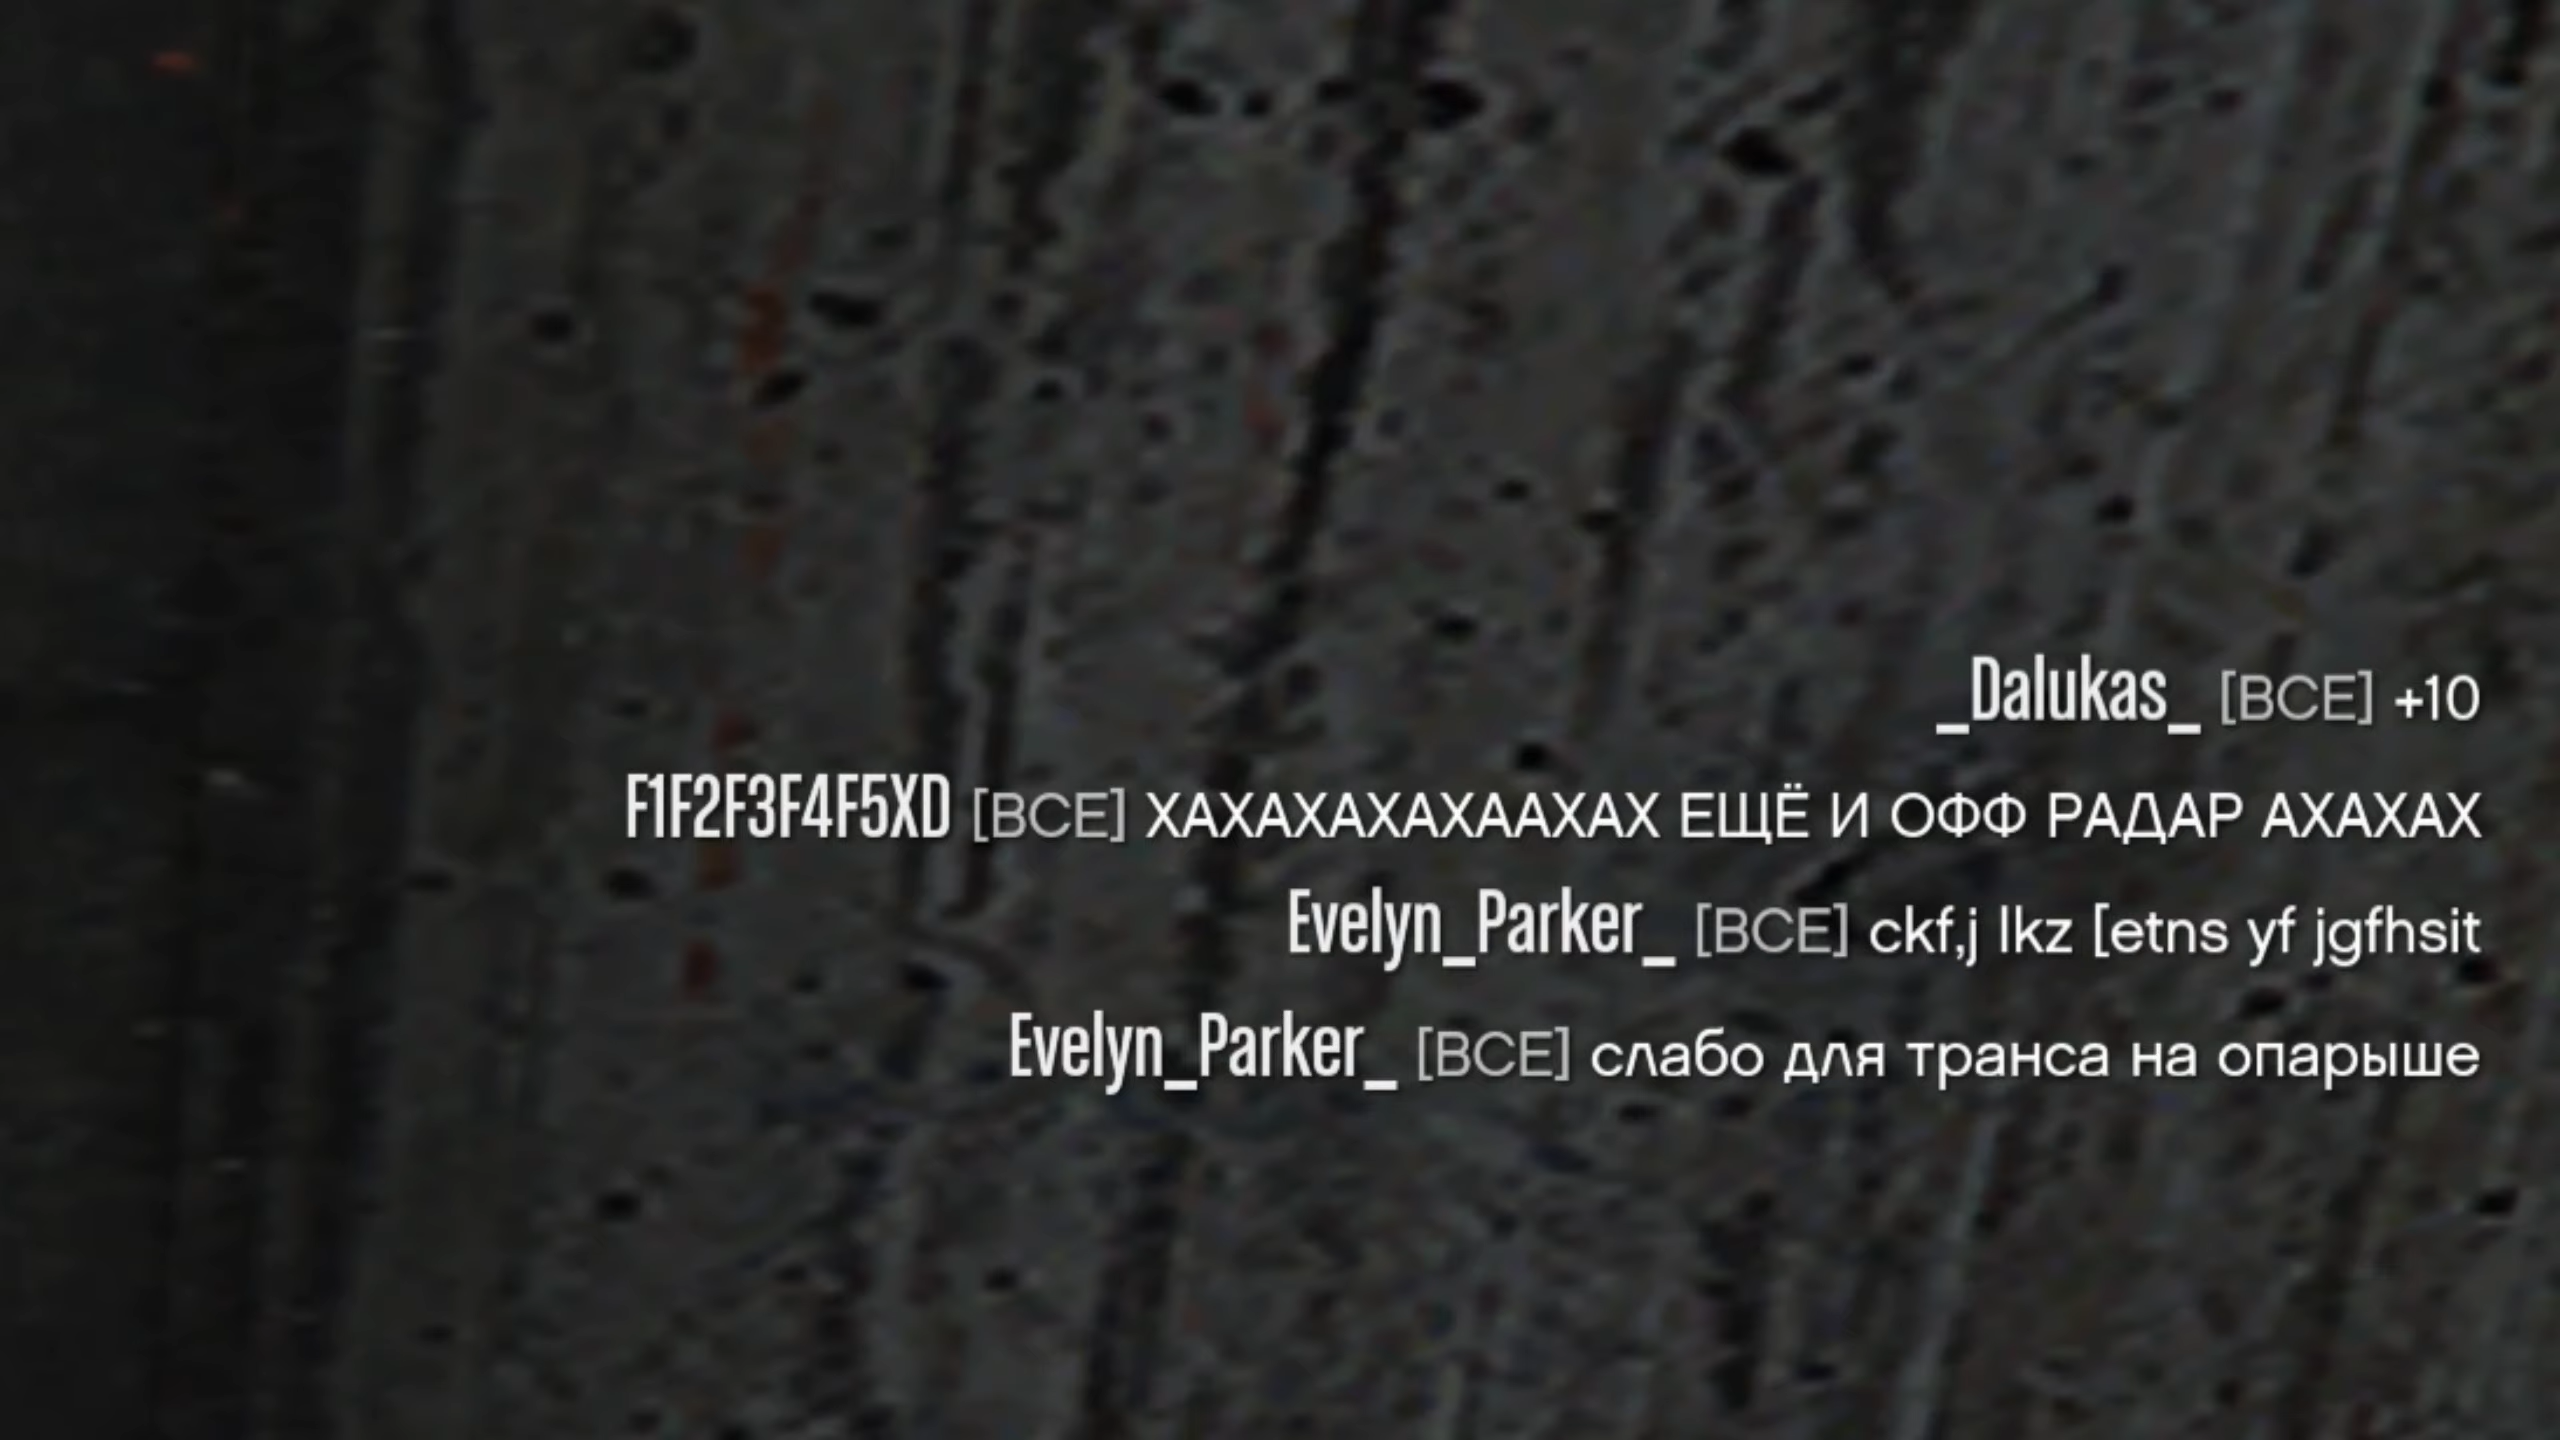 _Dalukas_ [ВСЕ] +10
F1F2F3F4F5XD [ВСЕ] ХАХАХАХАХАААХАХ ЕЩЁ И ОФФ РАДАР АХАХАХ
Evelyn_Parker_ [ВСЕ] ckf,j lkz [etns yf jgfhsit
Evelyn_Parker_ [ВСЕ] слабо для транса на опарыше